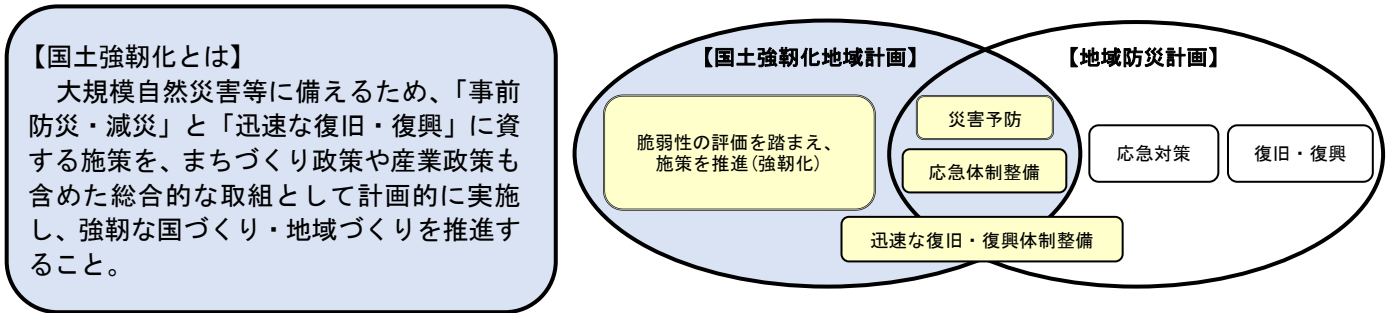 【国土強靭化とは】
　大規模自然災害等に備えるため、「事前
防災・減災」と「迅速な復旧・復興」に資
する施策を、まちづくり政策や産業政策も
含めた総合的な取組として計画的に実施
し、強靭な国づくり・地域づくりを推進す
ること。
【国土強靭化地域計画】
脆弱性の評価を踏まえ、
施策を推進(強靭化)
災害予防
応急体制整備
迅速な復旧・復興体制整備
【地域防災計画】
応急対策
復旧・復興